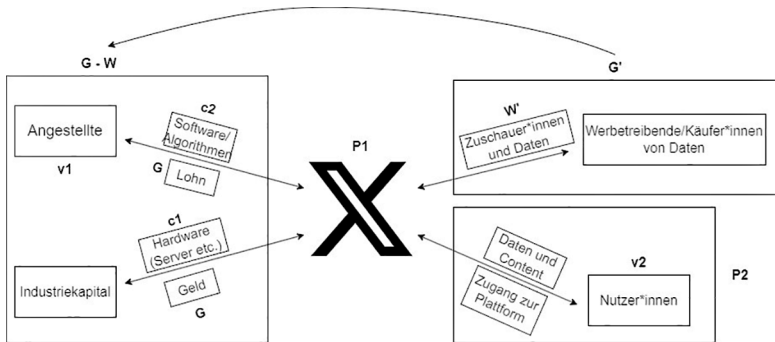 G - W
G'
c2
Angestellte
Software/
Algorithmen
v1
G
Lohn
c1
Hardware
(Server etc.)
Industriekapital
Geld
G
P1
W'
Zuschauer*innen
und Daten
Werbetreibende/Käufer*innen
von Daten
Daten und
Content
v2
P2
Zugang zur
Plattform
Nutzer*innen